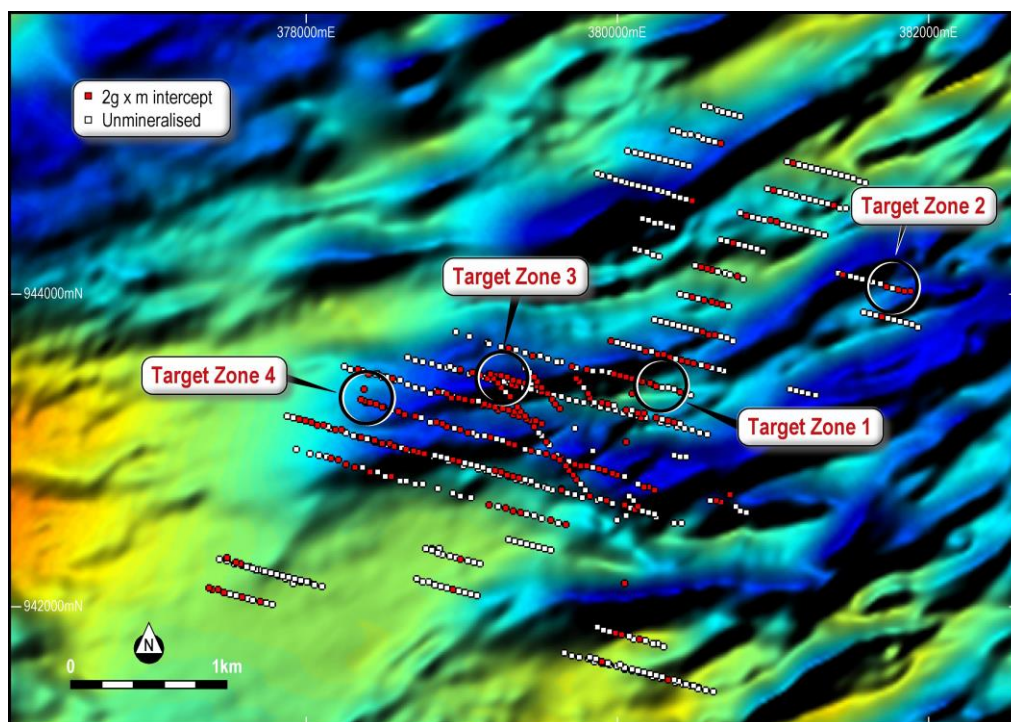 378000mE
380000mE
382000mE
2g x m intercept
Unmineralised
Target Zone 2
944000mN
Target Zone 3
Target Zone 4
Target Zone 1
942000mN
N
0
1km